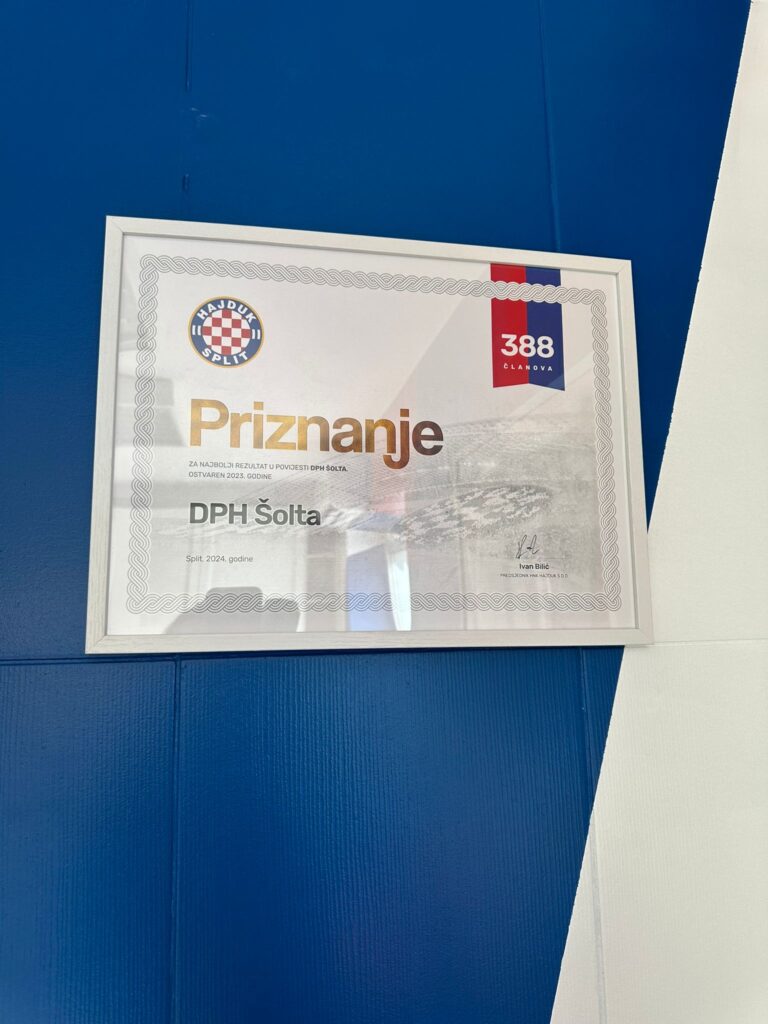 HAJDUK
SPLIT
388
ČLANOVA
Priznanje
ZA NAJBOLJI REZULTAT U POVIJESTI DPH ŠOLTA,
OSTVAREN 2023. GODINE
DPH Šolta
Split, 2024. godine
Ivan Bilić
PREDSJEDNIK HNK HAJDUK Š.D.D.